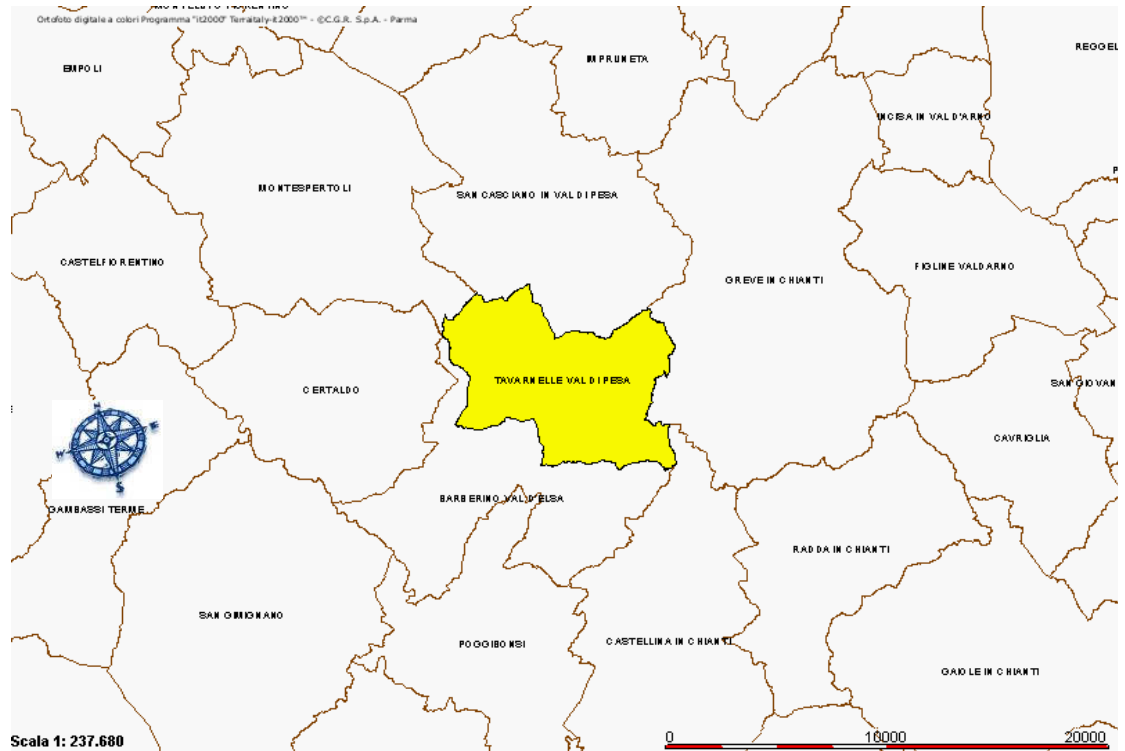 Ortofoto digitale a colori Programma "it2000" Terraitaly-it2000™ - ©C.G.R. S.p.A. - Parma
EMPOLI
IMPRUNETA
REGGEL
INCISA IN VAL D'ARNO
MONTESPERTOLI
SAN CASCIANO IN VAL DI PESA
CASTELFIORENTINO
GREVE IN CHIANTI
FIGLINE VALDARNO
TAVARNELLE VAL DI PESA
CERTALDO
SAN GIOVAN
CAVRIGLIA
N
E
W
S
BARBERINO VAL D'ELSA
GAMBASSI TERME
RADDA IN CHIANTI
SAN GIMIGNANO
POGGIBONSI
CASTELLINA IN CHIANTI
GAIOLE IN CHIANTI
Scala 1: 237.680
0 10000 20000